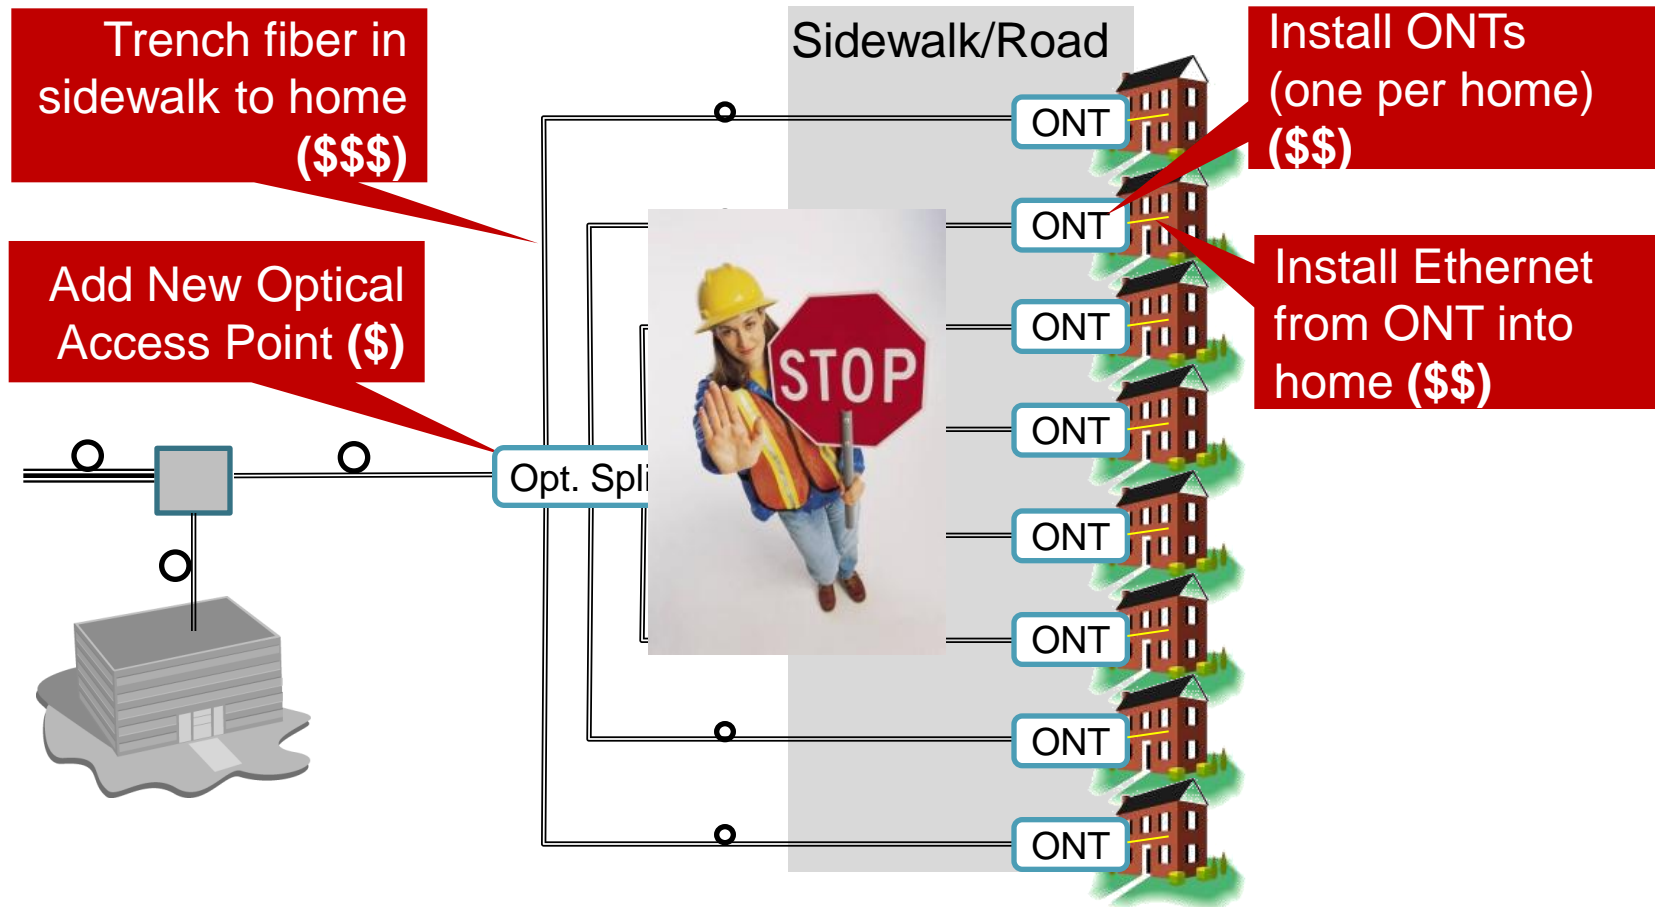 Trench fiber in
sidewalk to home
($$$)
Sidewalk/Road
Install ONTs
(one per home)
($$)
Add New Optical
Access Point ($)
Install Ethernet
from ONT into
home ($$)
ONT
ONT
ONT
ONT
ONT
ONT
ONT
ONT
Opt. Spli
STOP